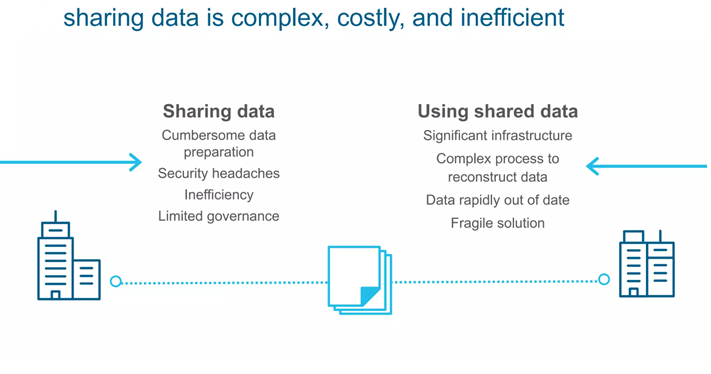 sharing data is complex, costly, and inefficient
Sharing data
Cumbersome data
preparation
Security headaches
Inefficiency
Limited governance
Using shared data
Significant infrastructure
Complex process to
reconstruct data
Data rapidly out of date
Fragile solution